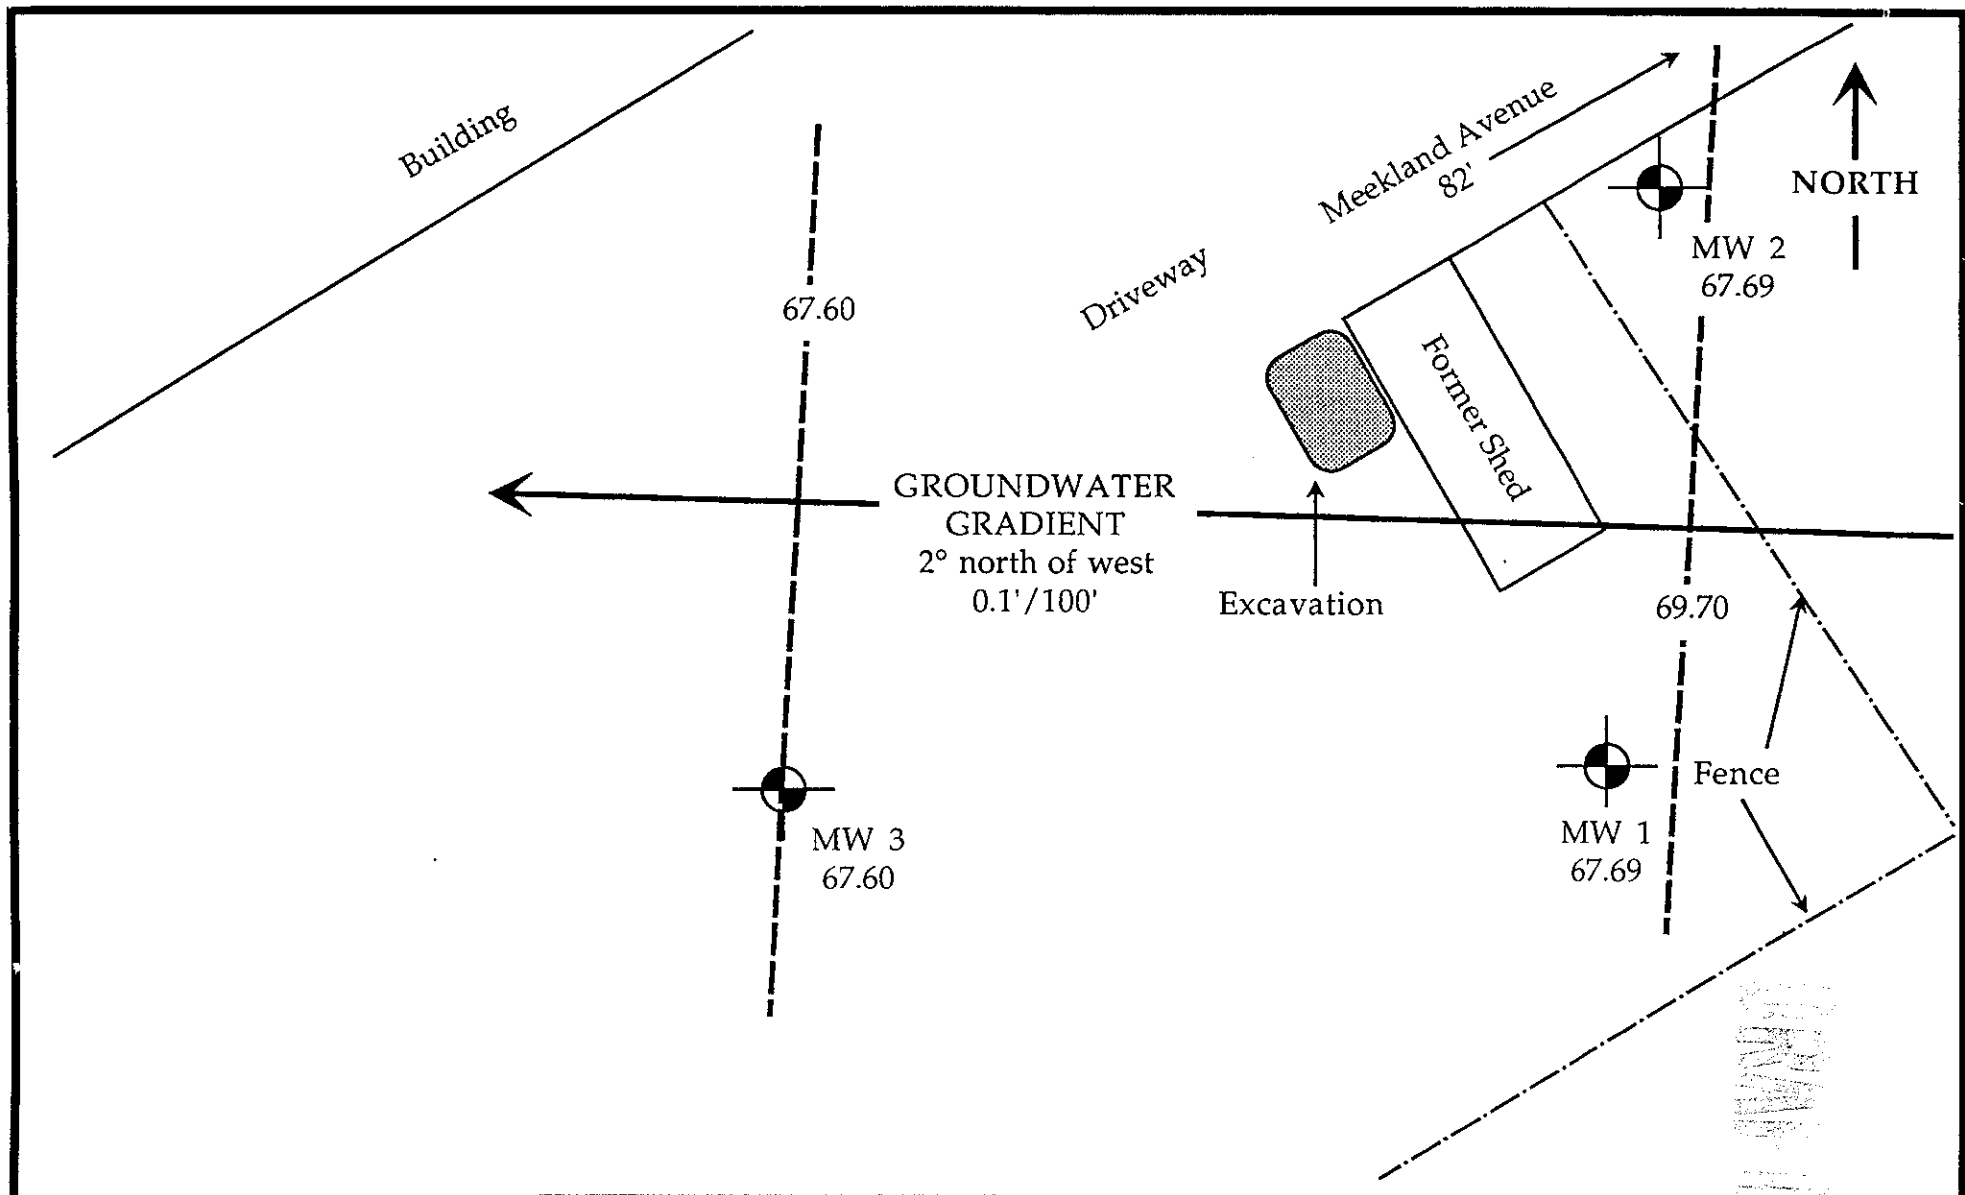 Building
Meekland Avenue
82'
NORTH
MW 2
67.69
Driveway
67.60
Former Shed
GROUNDWATER
GRADIENT
2° north of west
0.1'/100'
Excavation
69.70
Fence
MW 1
67.69
MW 3
67.60